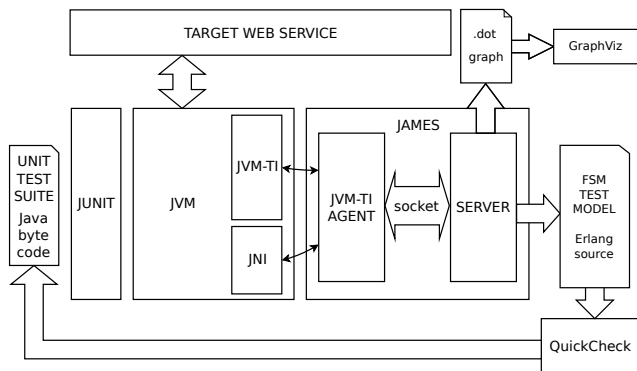 TARGET WEB SERVICE
.dot
graph
GraphViz
UNIT
TEST
SUITE
Java
byte
code
JUNIT
JVM
JVM-TI
JNI
JAMES
JVM-TI
AGENT
socket
SERVER
FSM
TEST
MODEL
Erlang
source
QuickCheck